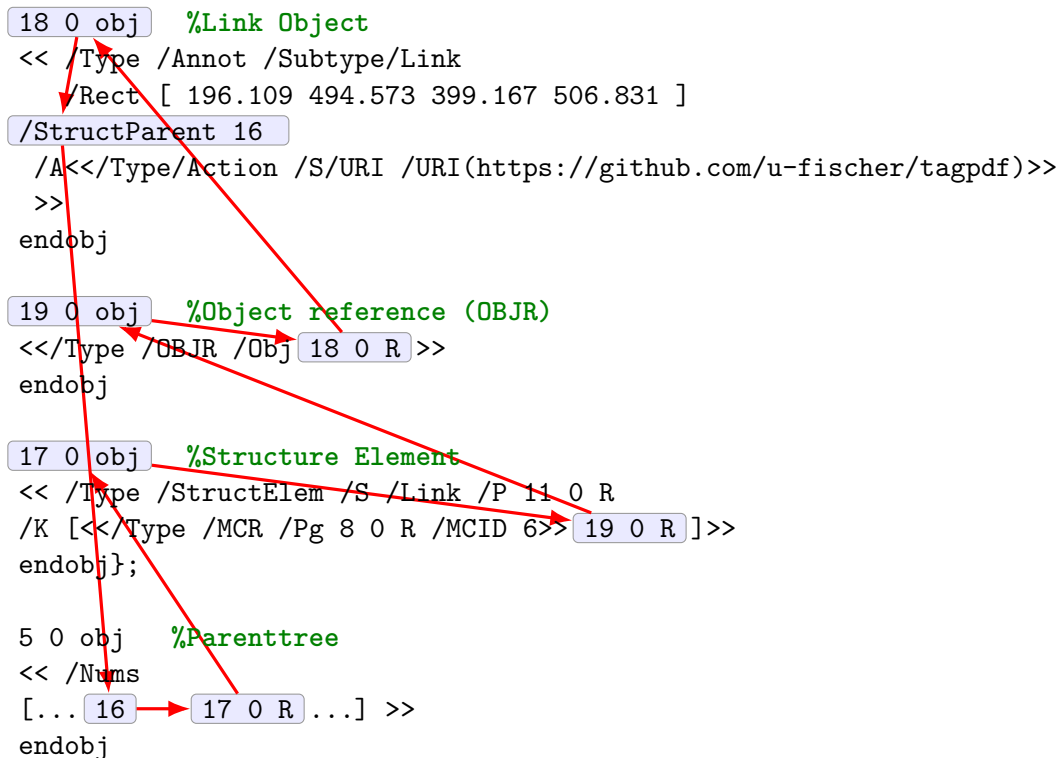 18 0 obj %Link Object
<< /Type /Annot /Subtype/Link
/Rect [ 196.109 494.573 399.167 506.831 ]
/StructParent 16
/A<</Type/Action /S/URI /URI(https://github.com/u-fischer/tagpdf)>>
>>
endobj
19 0 obj %Object reference (OBJR)
<</Type /OBJR /Obj 18 0 R >>
endobj
17 0 obj %Structure Element
<< /Type /StructElem /S /Link /P 11 0 R
/K [<</Type /MCR /Pg 8 0 R /MCID 6>> 19 0 R ]>>
endobj};
5 0 obj %Parenttree
<< /Nums
[... 16 17 0 R ...] >>
endobj